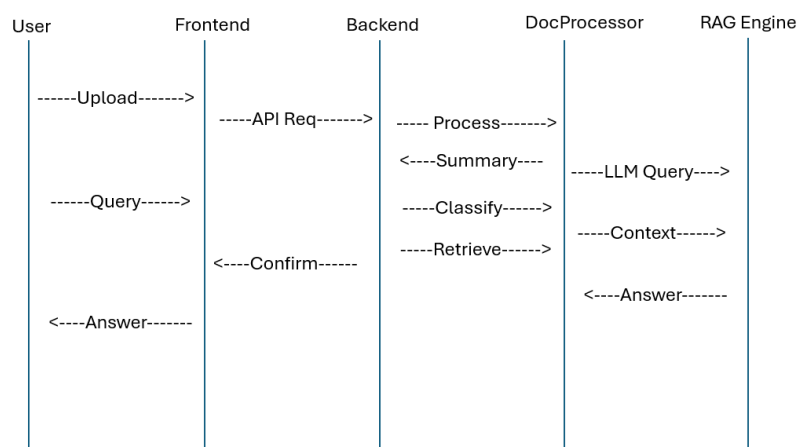 User Frontend Backend DocProcessor RAG Engine
------Upload------->
-----API Req------->
----- Process------->
<----Summary----
-----LLM Query---->
------Query------>
-----Classify------>
-----Context------>
-----Retrieve------>
<----Confirm------
<----Answer-------
<----Answer-------